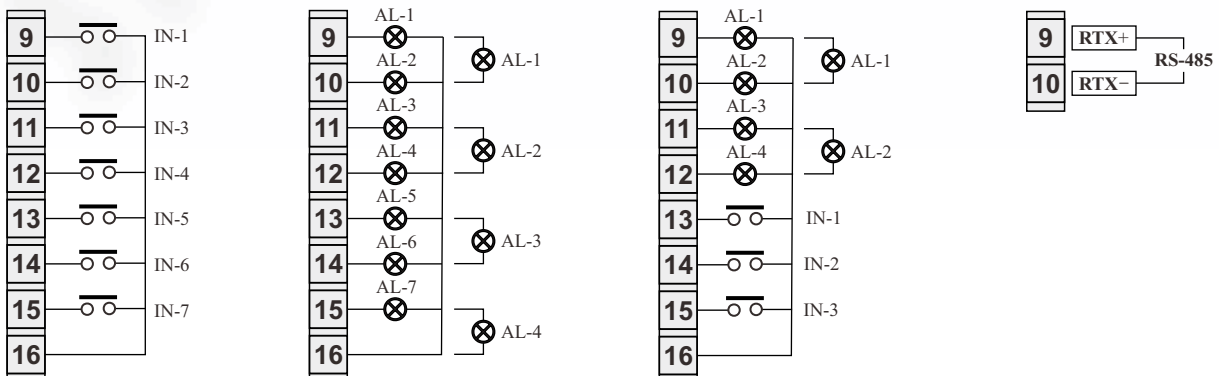 9 IN-1
10 IN-2
11 IN-3
12 IN-4
13 IN-5
14 IN-6
15 IN-7
16
AL-1
9
AL-2
AL-1
10
AL-3
11
AL-4
AL-2
12
AL-5
13
AL-6
AL-3
14
AL-7
15
AL-4
16
AL-1
9
AL-2
AL-1
10
AL-3
11
AL-4
AL-2
12
13 IN-1
14 IN-2
15 IN-3
16
9 RTX+
RS-485
10 RTX−